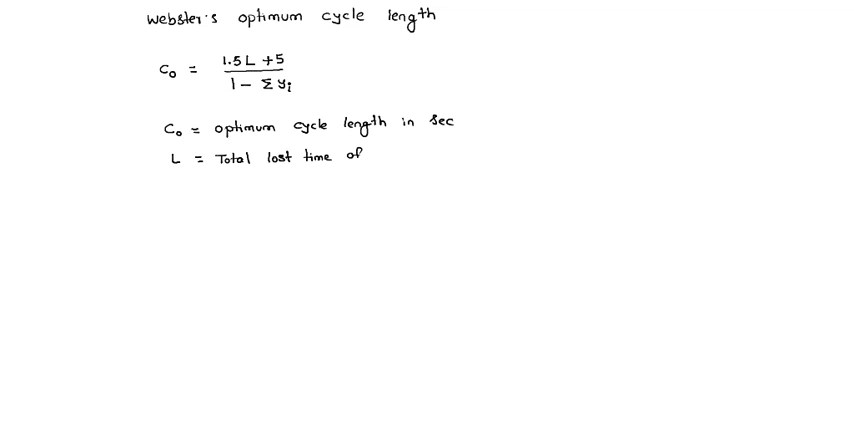 Webster's optimum cycle length
C₀ = (1.5L + 5) / (1 - Σ yᵢ)
C₀ = optimum cycle length in sec
L = Total lost time of